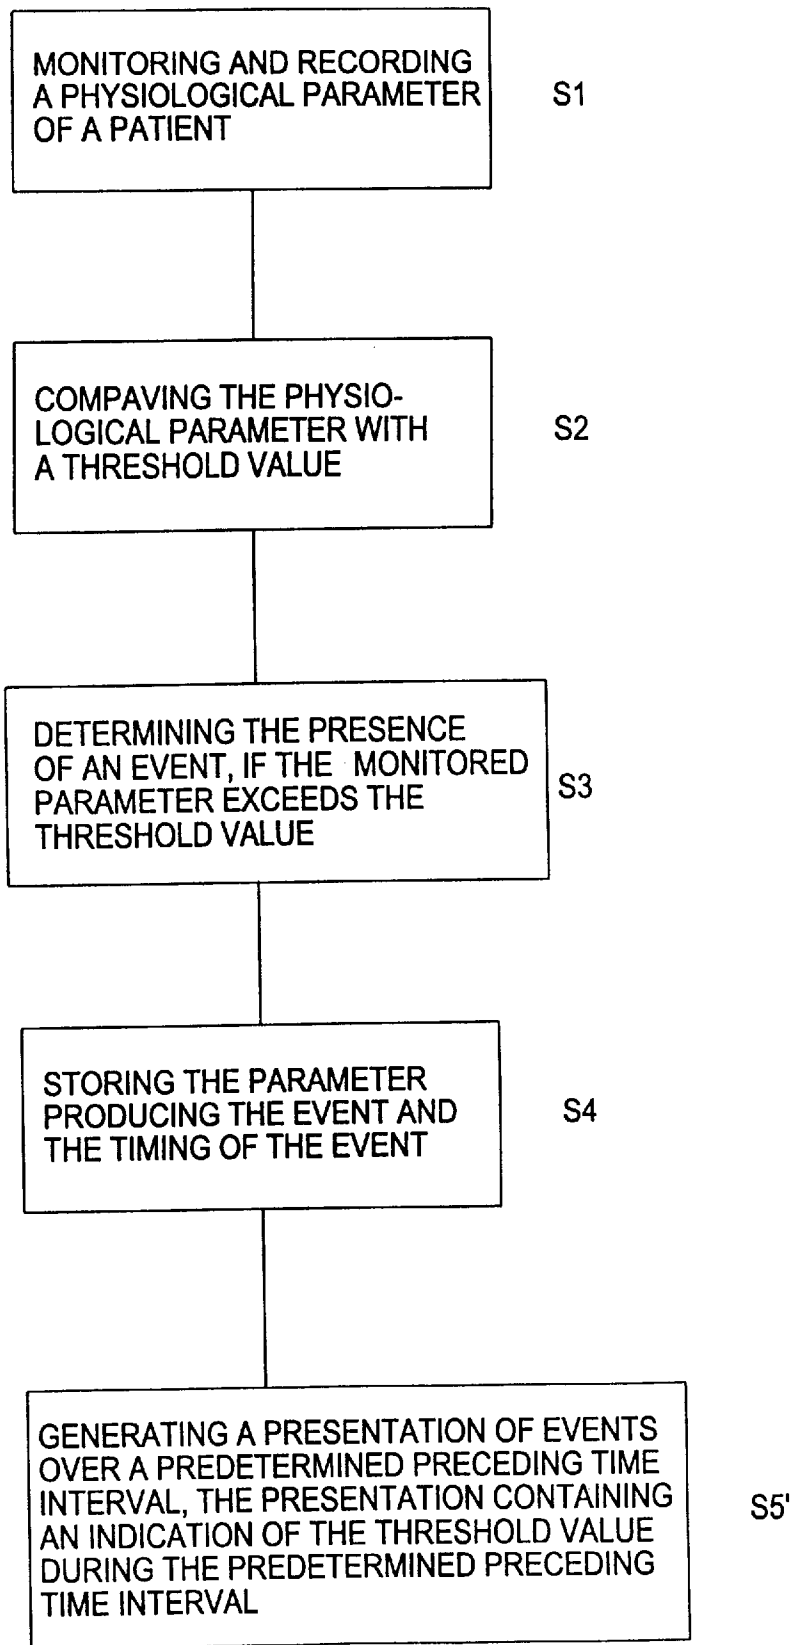 MONITORING AND RECORDING
A PHYSIOLOGICAL PARAMETER
OF A PATIENT
S1
COMPAVING THE PHYSIO-
LOGICAL PARAMETER WITH
A THRESHOLD VALUE
S2
DETERMINING THE PRESENCE
OF AN EVENT, IF THE MONITORED
PARAMETER EXCEEDS THE
THRESHOLD VALUE
S3
STORING THE PARAMETER
PRODUCING THE EVENT AND
THE TIMING OF THE EVENT
S4
GENERATING A PRESENTATION OF EVENTS
OVER A PREDETERMINED PRECEDING TIME
INTERVAL, THE PRESENTATION CONTAINING
AN INDICATION OF THE THRESHOLD VALUE
DURING THE PREDETERMINED PRECEDING
TIME INTERVAL
S5'